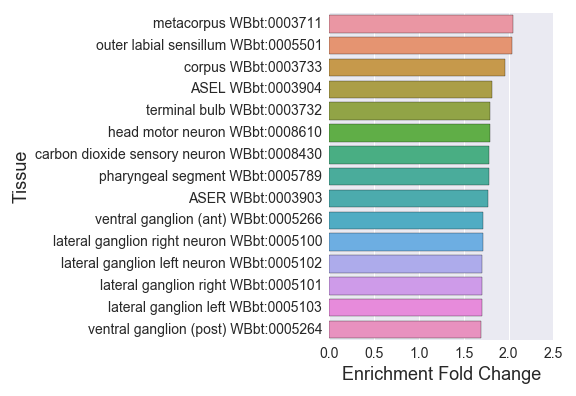 metacorpus WBbt:0003711
outer labial sensillum WBbt:0005501
corpus WBbt:0003733
ASEL WBbt:0003904
terminal bulb WBbt:0003732
head motor neuron WBbt:0008610
carbon dioxide sensory neuron WBbt:0008430
pharyngeal segment WBbt:0005789
ASER WBbt:0003903
ventral ganglion (ant) WBbt:0005266
lateral ganglion right neuron WBbt:0005100
lateral ganglion left neuron WBbt:0005102
lateral ganglion right WBbt:0005101
lateral ganglion left WBbt:0005103
ventral ganglion (post) WBbt:0005264
Tissue
0.0 0.5 1.0 1.5 2.0 2.5
Enrichment Fold Change